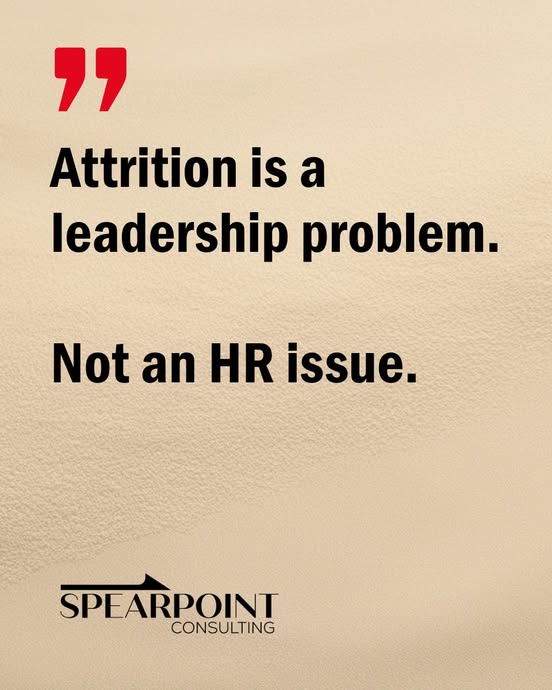 ”
Attrition is a
leadership problem.
Not an HR issue.
SPEARPOINT
CONSULTING